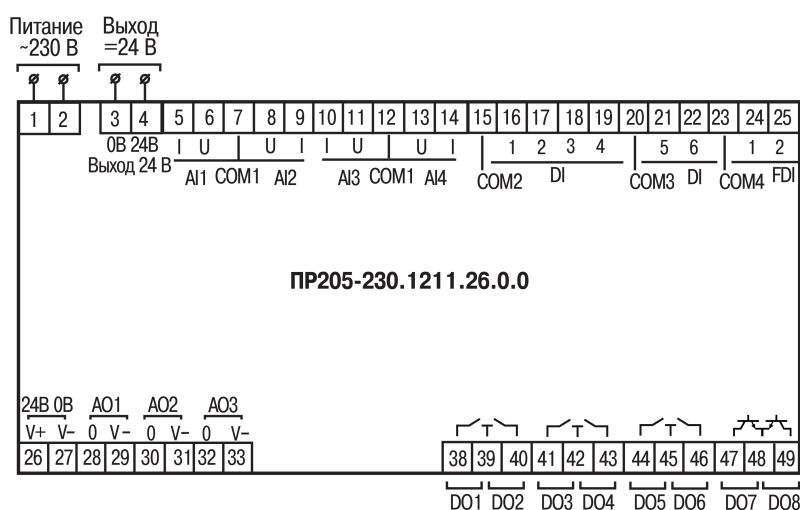 Питание Выход
~230 В =24 В
1 2 3 4 5 6 7 8 9 10 11 12 13 14 15 16 17 18 19 20 21 22 23 24 25
0В 24В I U U I I U U I 1 2 3 4 5 6 1 2
Выход 24 В AI1 COM1 AI2 AI3 COM1 AI4 COM2 DI COM3 DI COM4 FDI
ПР205-230.1211.26.0.0
24В 0В АО1 АО2 АО3
V+ V- 0 V- 0 V- 0 V-
26 27 28 29 30 31 32 33 38 39 40 41 42 43 44 45 46 47 48 49
DO1 DO2 DO3 DO4 DO5 DO6 DO7 DO8